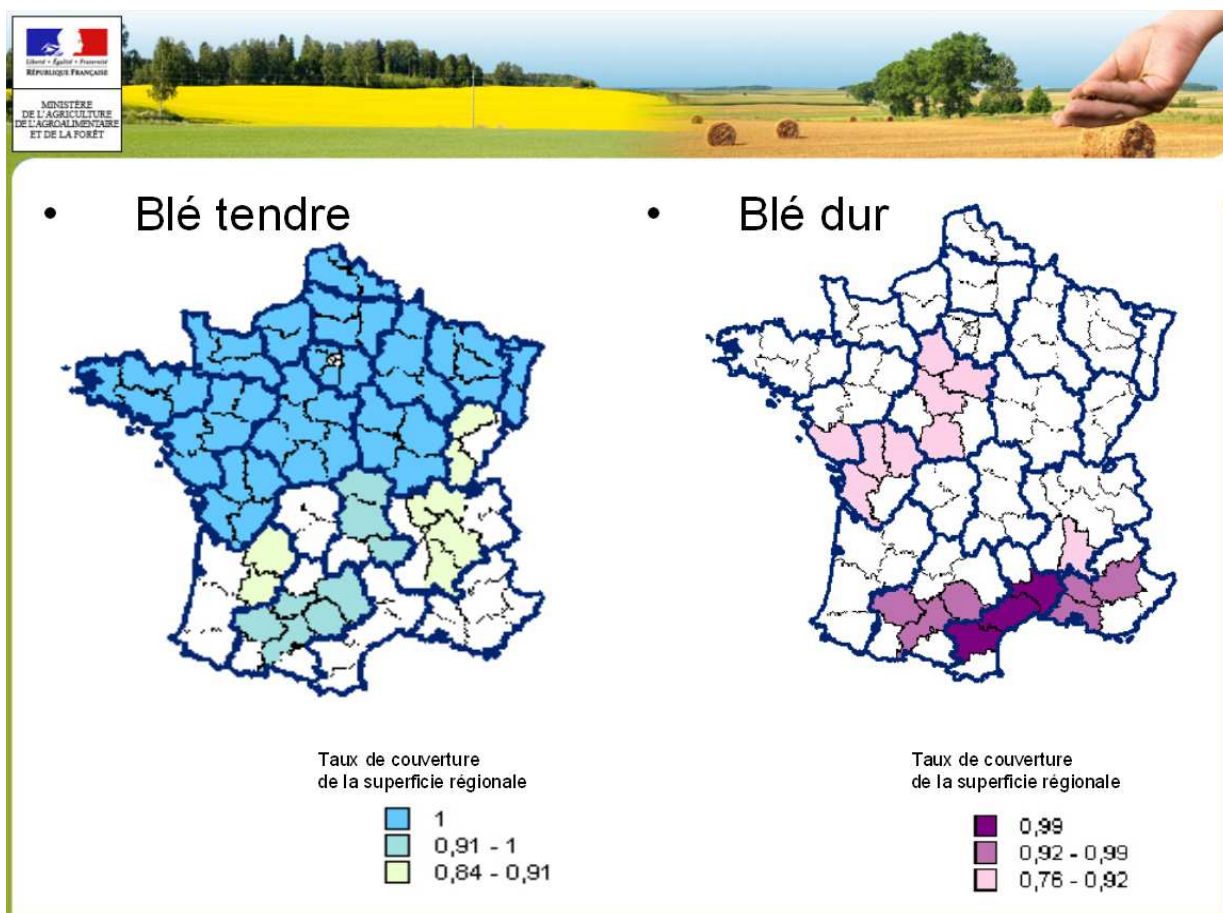 Liberté • Égalité • Fraternité
RÉPUBLIQUE FRANÇAISE
MINISTÈRE
DE L'AGRICULTURE
DE L'AGROALIMENTAIRE
ET DE LA FORÊT
• Blé tendre
• Blé dur
Taux de couverture
de la superficie régionale
1
0,91 - 1
0,84 - 0,91
Taux de couverture
de la superficie régionale
0,99
0,92 - 0,99
0,76 - 0,92